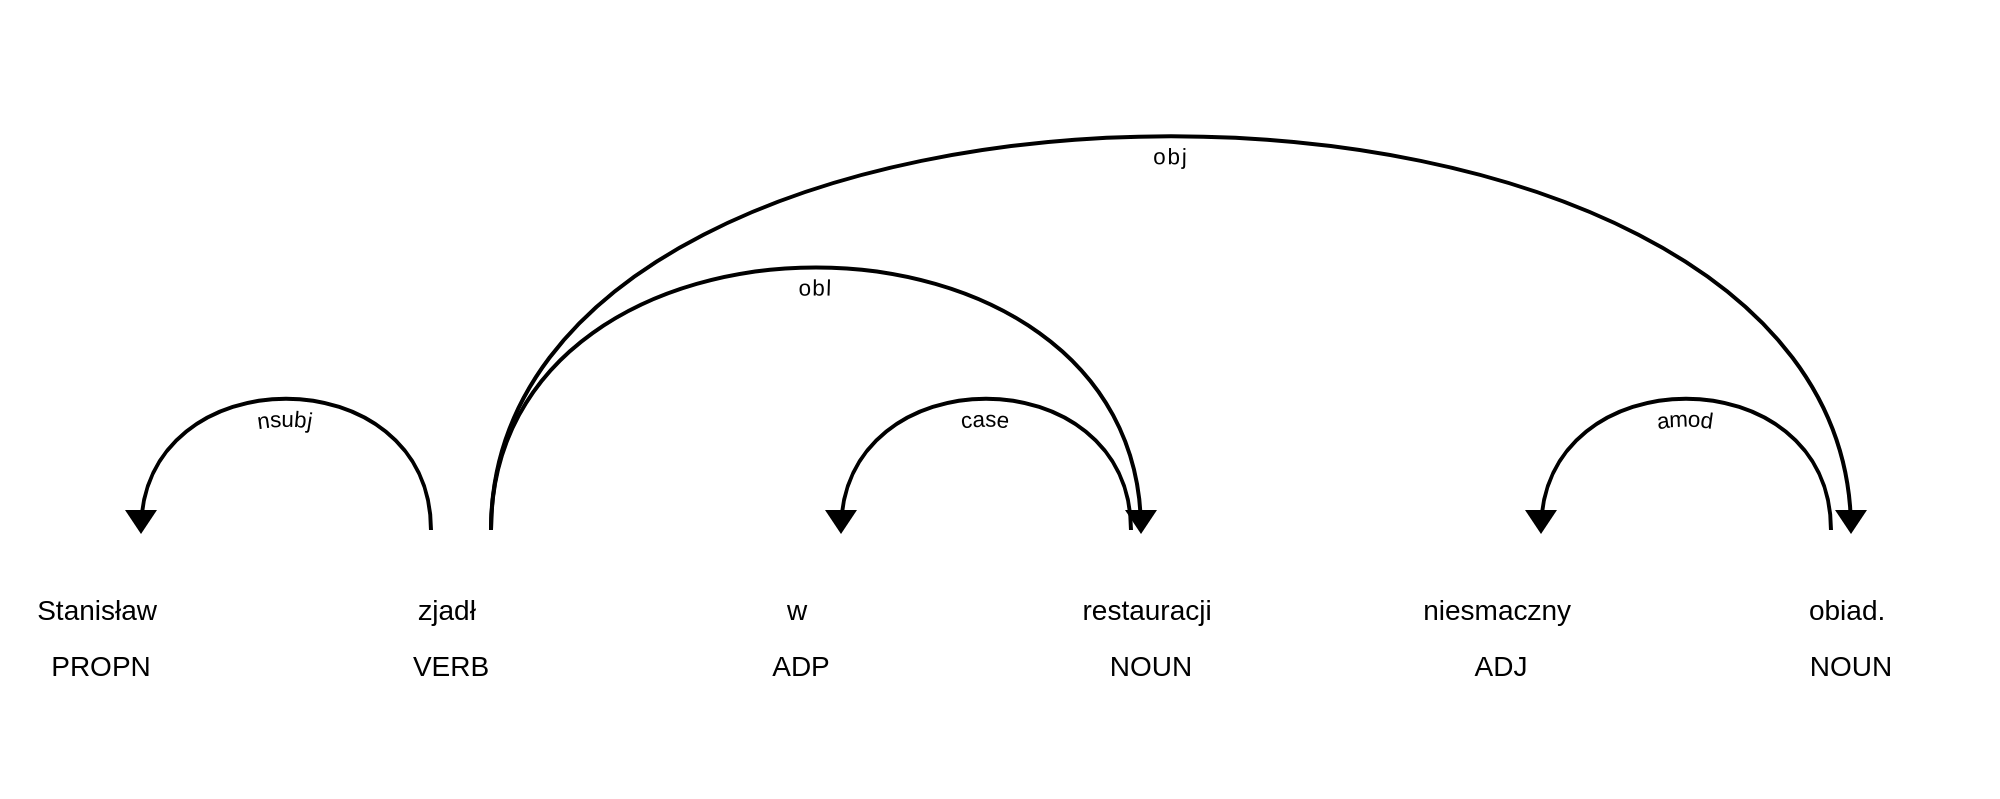 obj
obl
nsubj case amod
Stanisław zjadł w restauracji niesmaczny obiad.
PROPN VERB ADP NOUN ADJ NOUN